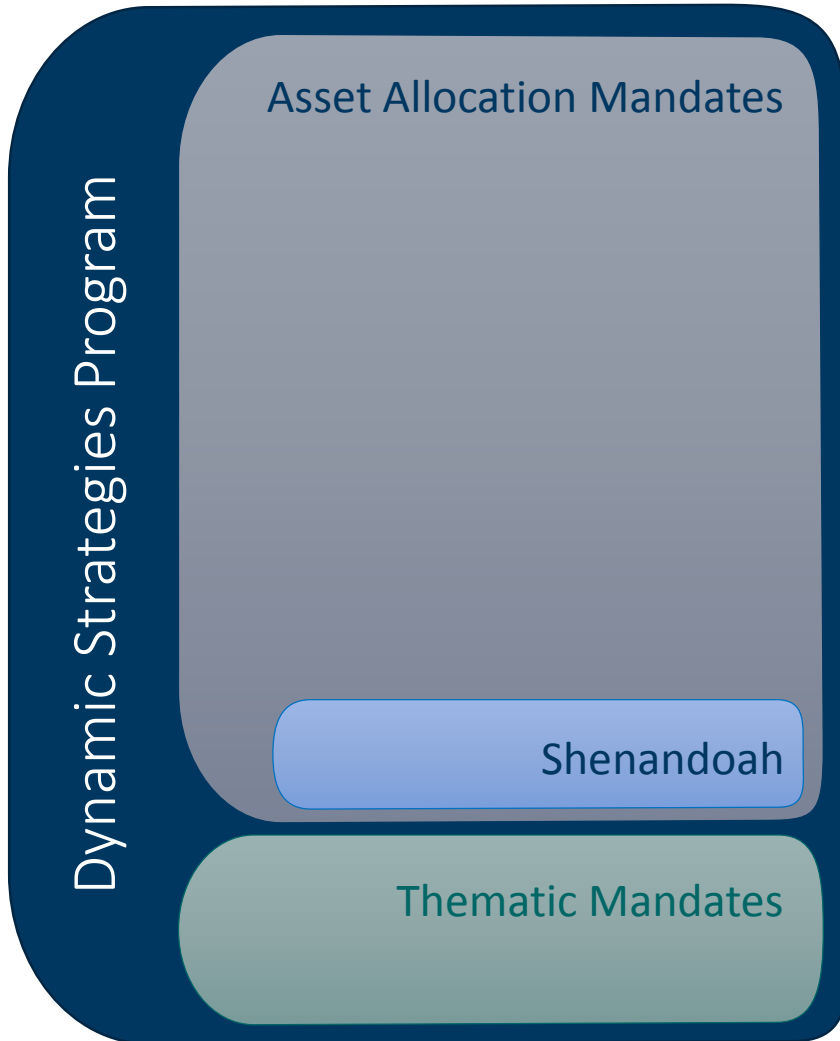 Dynamic Strategies Program
Asset Allocation Mandates
Shenandoah
Thematic Mandates